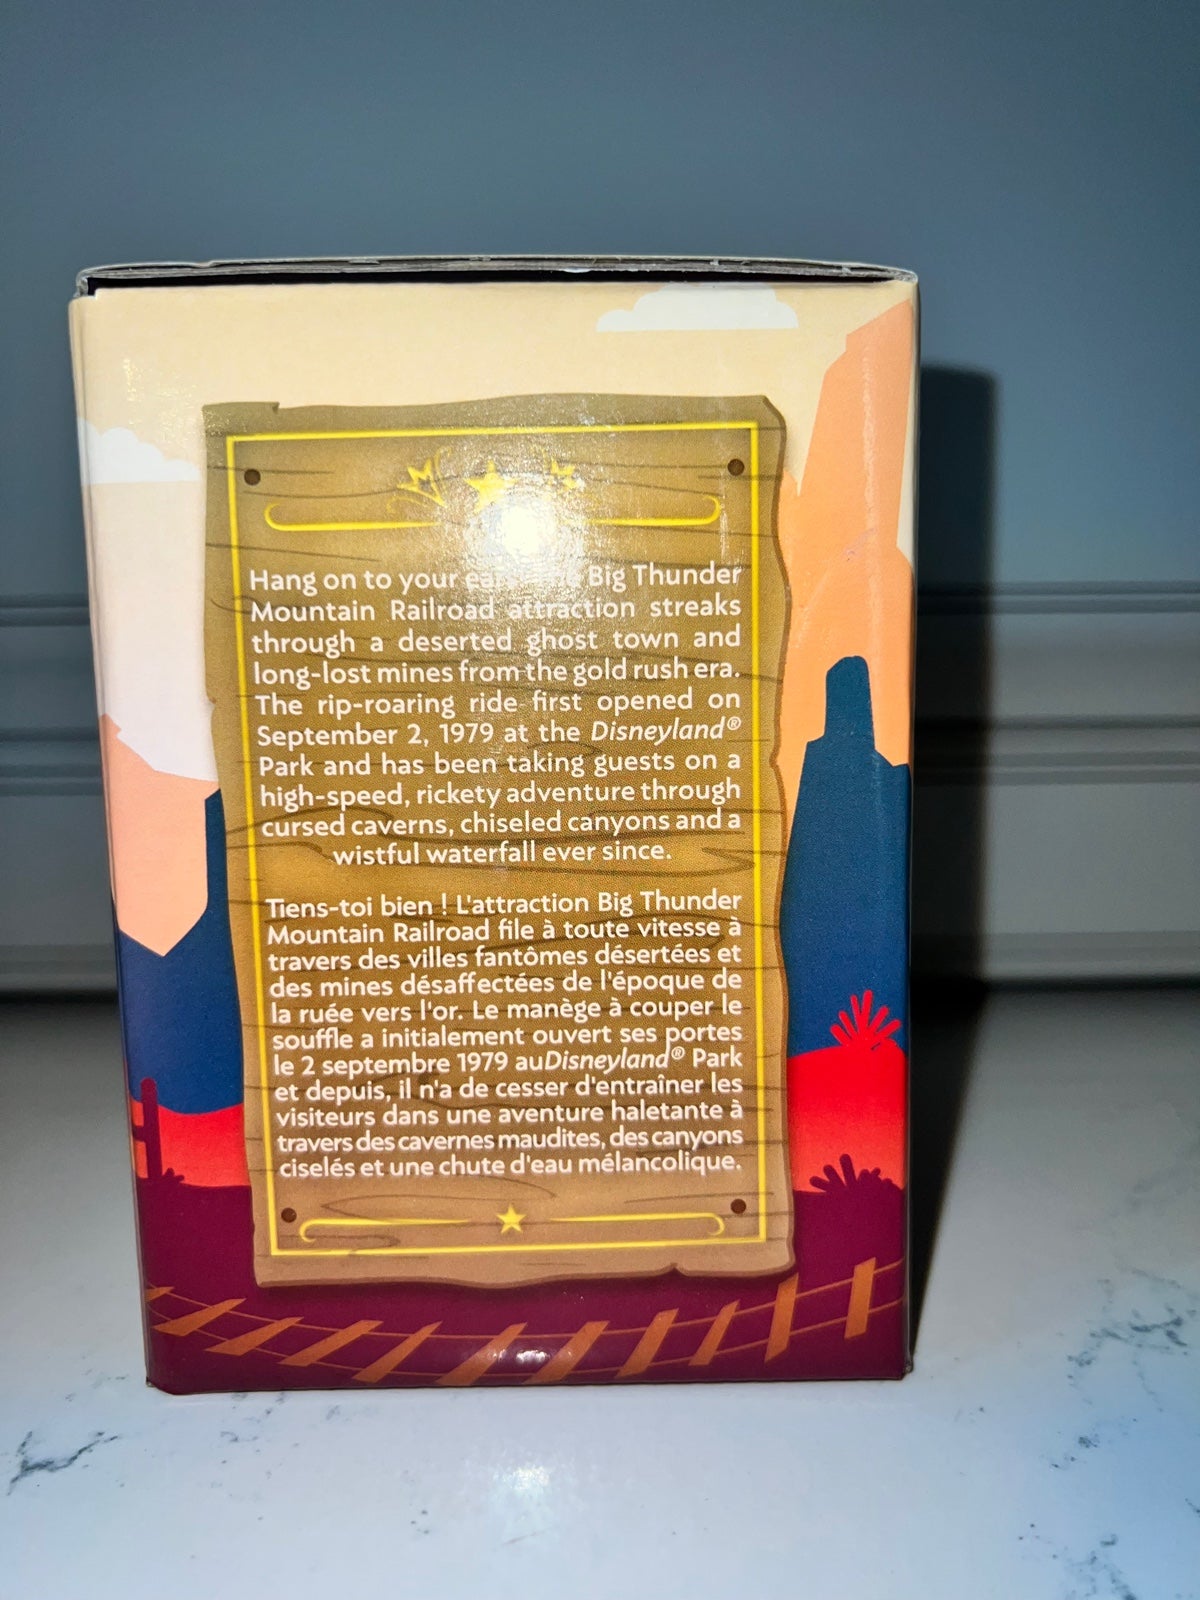 Hang on to your ears! The Big Thunder
Mountain Railroad attraction streaks
through a deserted ghost town and
long-lost mines from the gold rush era.
The rip-roaring ride first opened on
September 2, 1979 at the Disneyland®
Park and has been taking guests on a
high-speed, rickety adventure through
cursed caverns, chiseled canyons and a
wistful waterfall ever since.
Tiens-toi bien ! L'attraction Big Thunder
Mountain Railroad file à toute vitesse à
travers des villes fantômes désertées et
des mines désaffectées de l'époque de
la ruée vers l'or. Le manège à couper le
souffle a initialement ouvert ses portes
le 2 septembre 1979 auDisneyland® Park
et depuis, il n'a de cesser d'entraîner les
visiteurs dans une aventure haletante à
travers des cavernes maudites, des canyons
ciselés et une chute d'eau mélancolique.